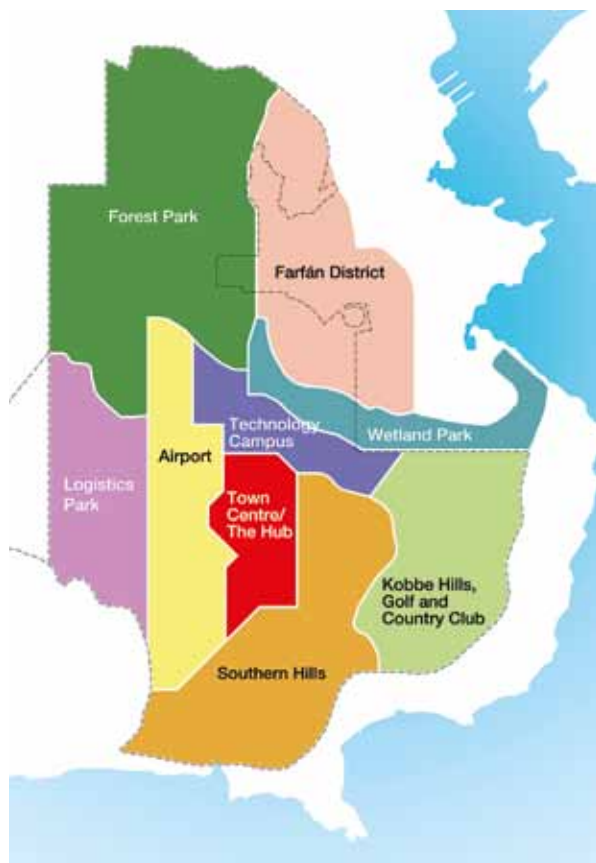 Forest Park
Farfán District
Technology
Campus
Wetland Park
Airport
Logistics
Park
Town
Centre/
The Hub
Kobbe Hills,
Golf and
Country Club
Southern Hills